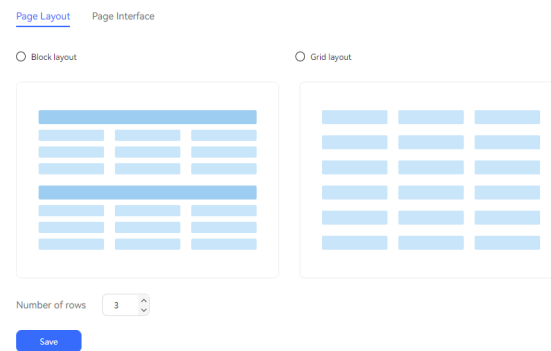 Page Layout Page Interface
Block layout Grid layout
Number of rows 3
Save